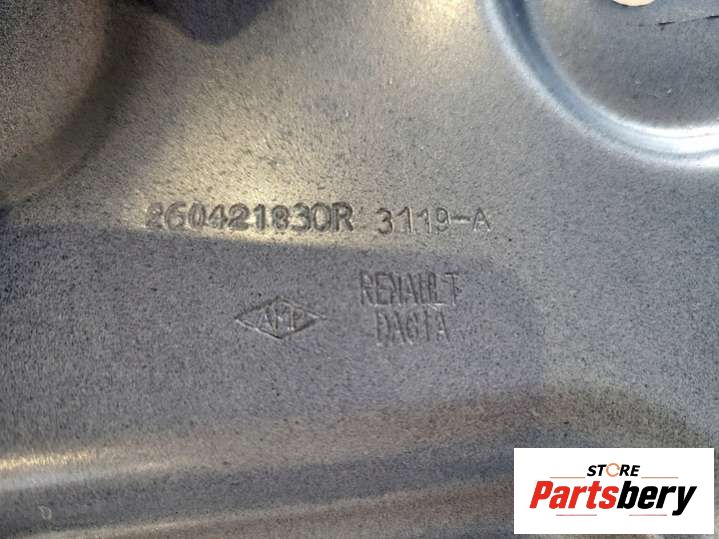 260421830R 3119-A
RENAULT
AMP DACIA
STORE
Partsbery